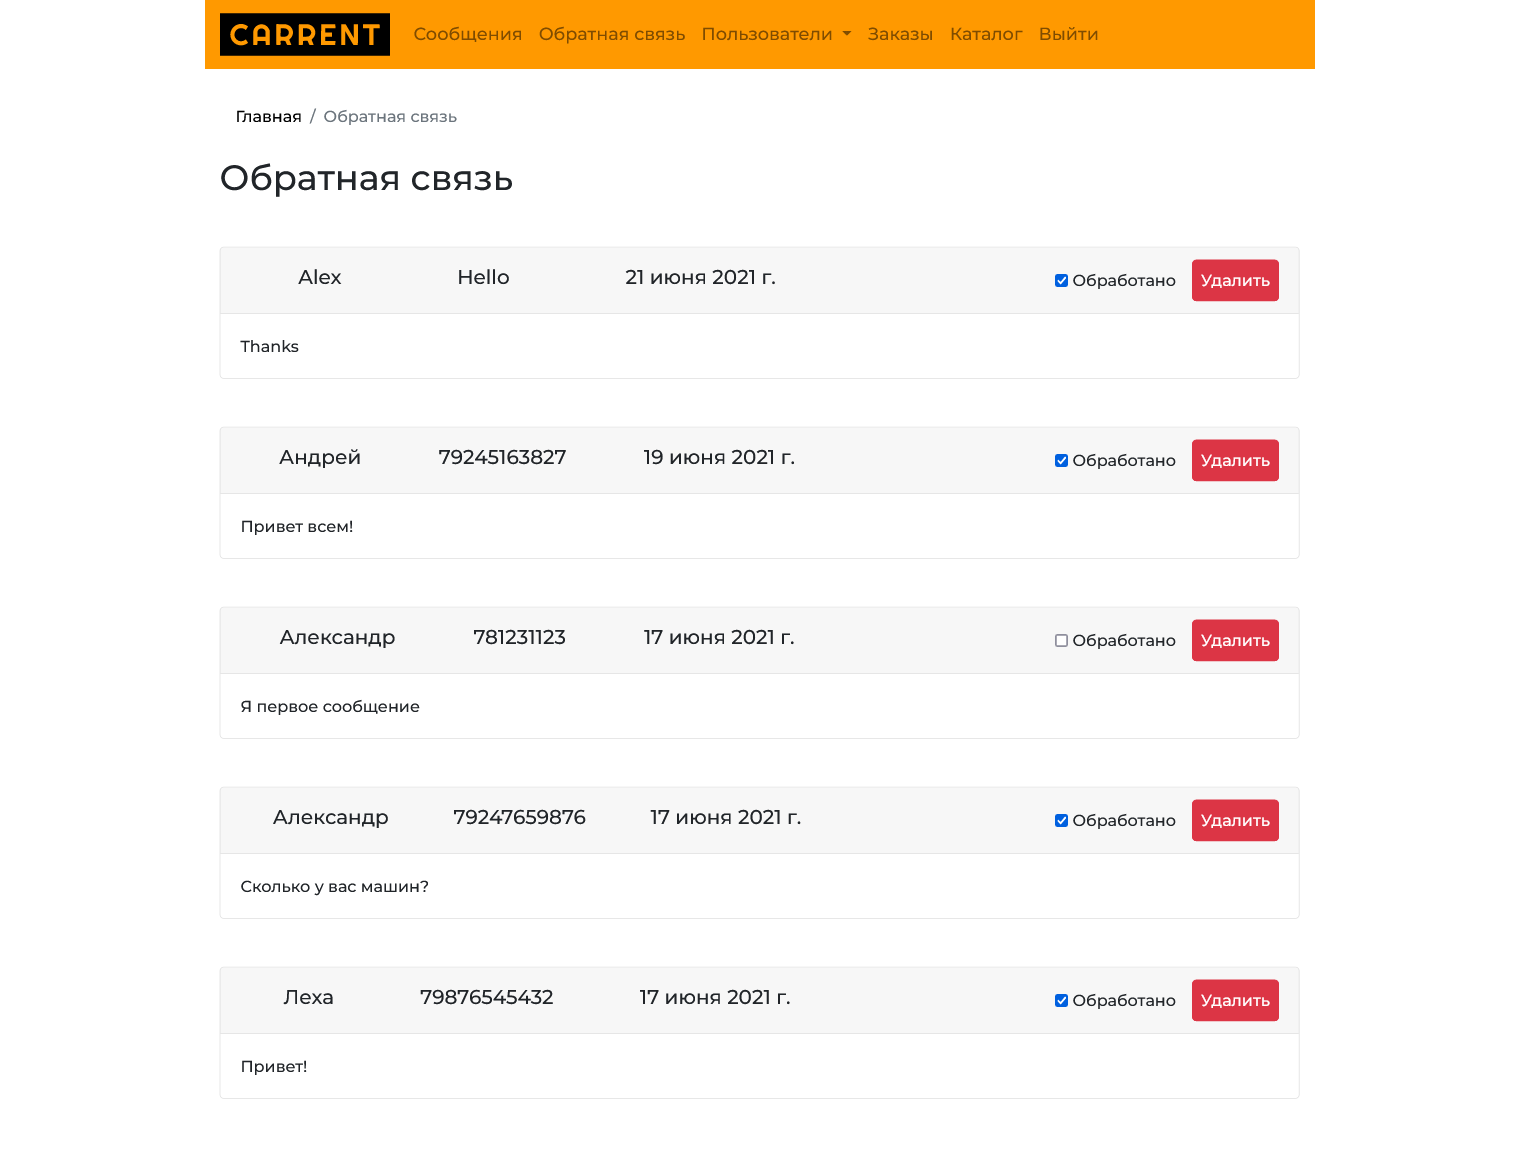 CARRENT Сообщения Обратная связь Пользователи Заказы Каталог Выйти
Главная / Обратная связь
Обратная связь
Alex Hello 21 июня 2021 г. Обработано Удалить
Thanks
Андрей 79245163827 19 июня 2021 г. Обработано Удалить
Привет всем!
Александр 781231123 17 июня 2021 г. Обработано Удалить
Я первое сообщение
Александр 79247659876 17 июня 2021 г. Обработано Удалить
Сколько у вас машин?
Леха 79876545432 17 июня 2021 г. Обработано Удалить
Привет!